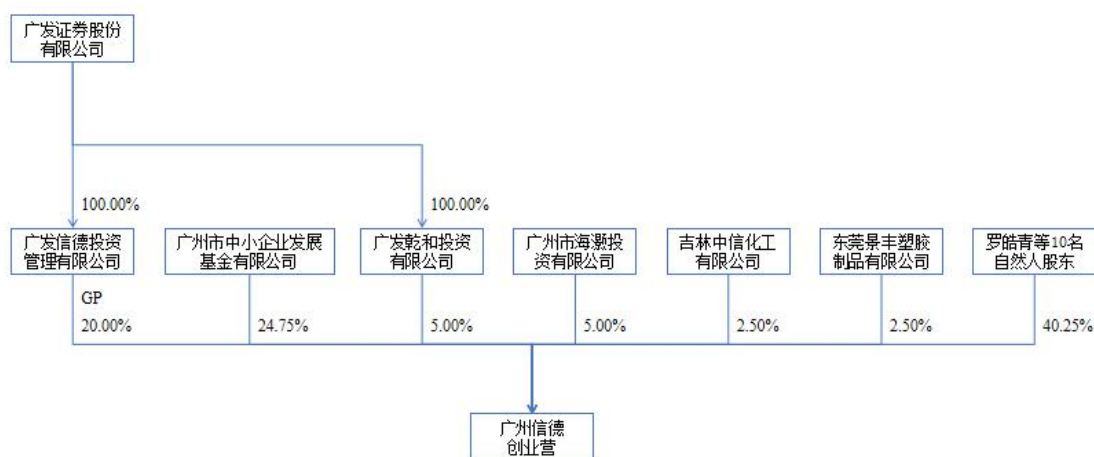 广发证券股份
有限公司
100.00%
100.00%
广发信德投资
管理有限公司
广州市中小企业发展
基金有限公司
广发乾和投资
有限公司
广州市海灏投
资有限公司
吉林中信化工
有限公司
东莞景丰塑胶
制品有限公司
罗皓青等10名
自然人股东
GP
20.00%
24.75%
5.00%
5.00%
2.50%
2.50%
40.25%
广州信德
创业营